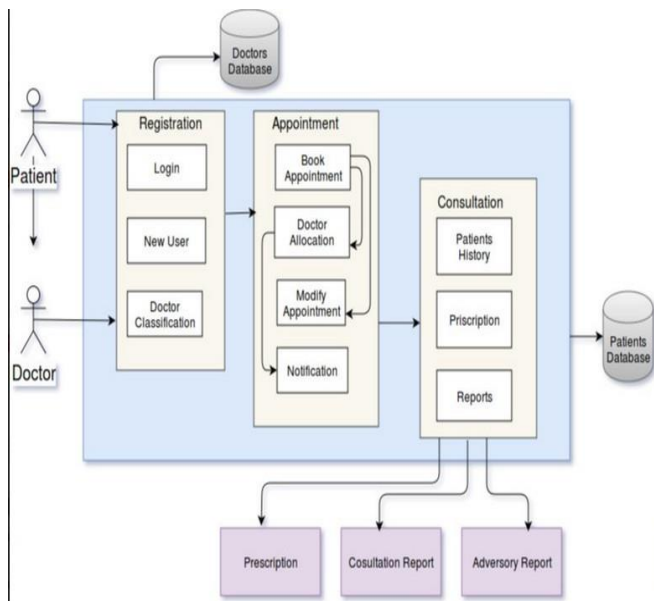 Doctors
Database
Patient
Registration
Login
New User
Doctor
Classification
Doctor
Appointment
Book
Appointment
Doctor
Allocation
Modify
Appointment
Notification
Consultation
Patients
History
Priscription
Reports
Patients
Database
Prescription
Cosultation Report
Adversory Report